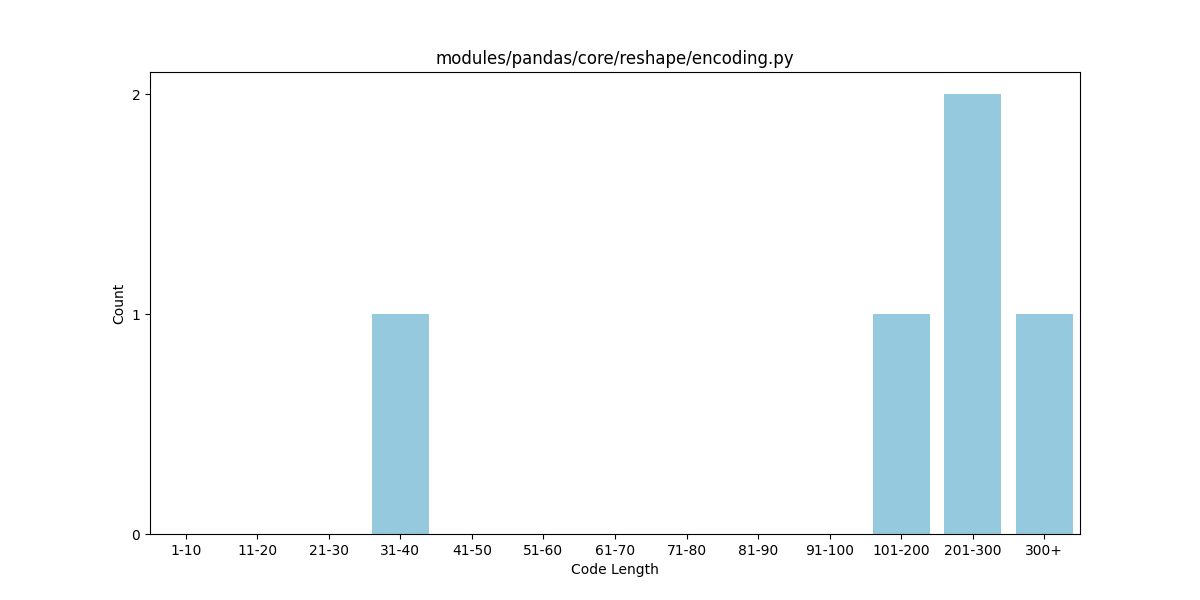 modules/pandas/core/reshape/encoding.py
2
1
0
Count
1-10 11-20 21-30 31-40 41-50 51-60 61-70 71-80 81-90 91-100 101-200 201-300 300+
Code Length